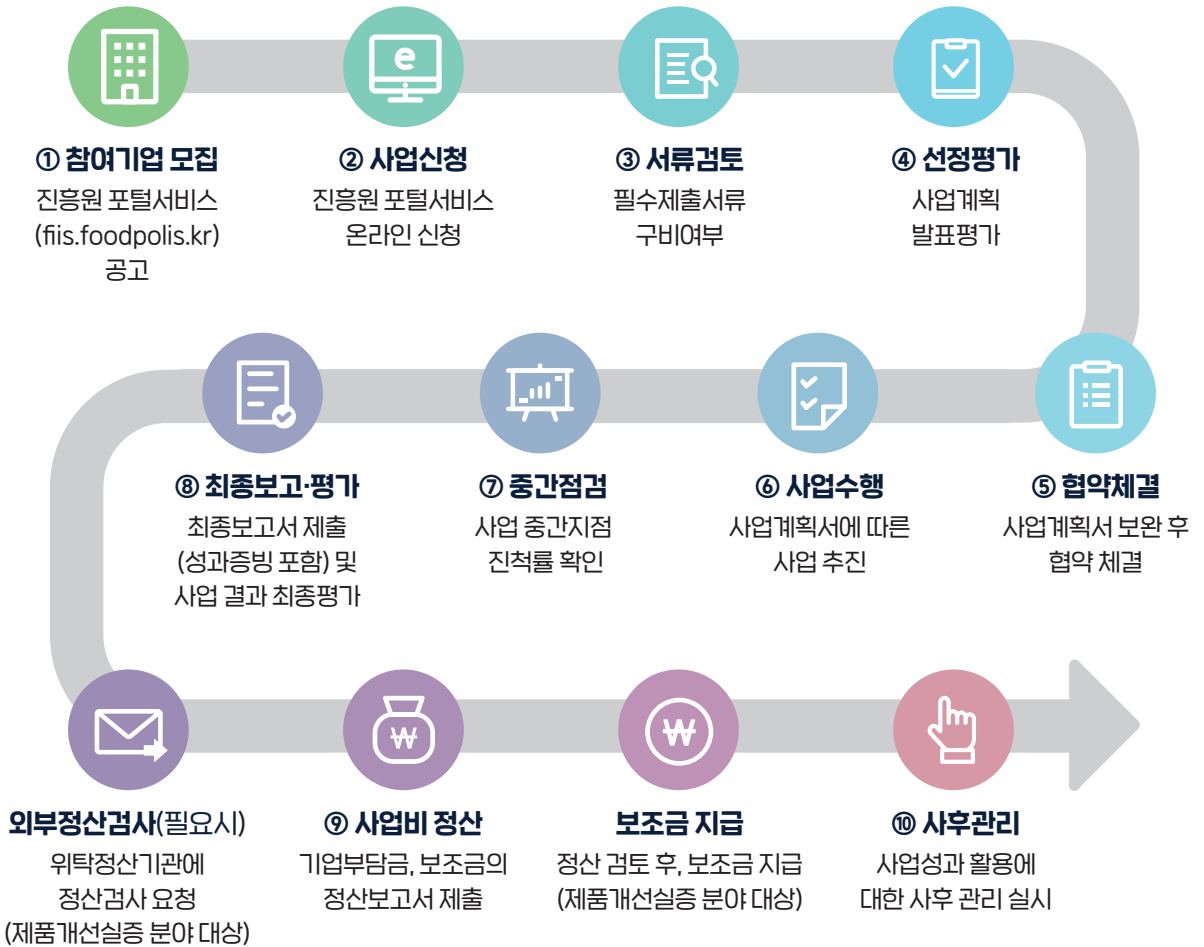 ① 참여기업 모집
진흥원 포털서비스
(fiis.foodpolis.kr)
공고
② 사업신청
진흥원 포털서비스
온라인 신청
③ 서류검토
필수제출서류
구비여부
④ 선정평가
사업계획
발표평가
⑤ 협약체결
사업계획서 보완 후
협약 체결
⑥ 사업수행
사업계획서에 따른
사업 추진
⑦ 중간점검
사업 중간지점
진척률 확인
⑧ 최종보고·평가
최종보고서 제출
(성과증빙 포함) 및
사업 결과 최종평가
외부정산검사(필요시)
위탁정산기관에
정산검사 요청
(제품개선실증 분야 대상)
⑨ 사업비 정산
기업부담금, 보조금의
정산보고서 제출
보조금 지급
정산 검토 후, 보조금 지급
(제품개선실증 분야 대상)
⑩ 사후관리
사업성과 활용에
대한 사후 관리 실시